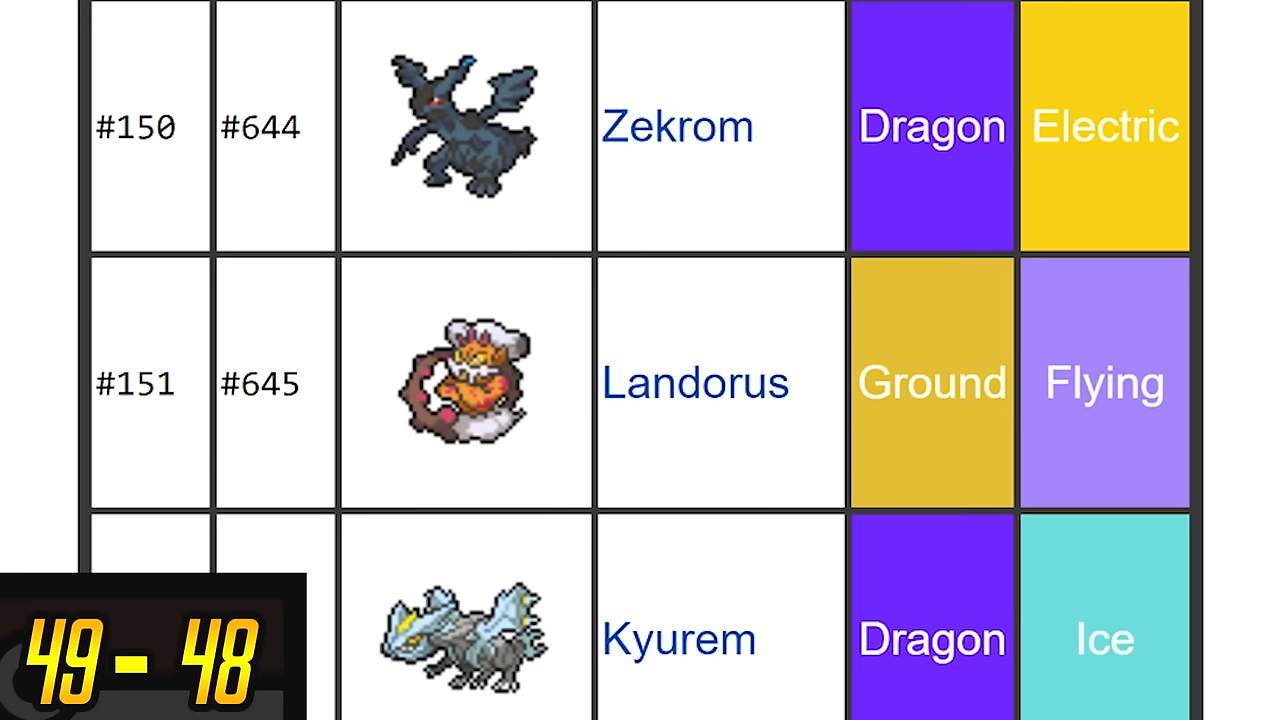 #150 #644 Zekrom Dragon Electric
#151 #645 Landorus Ground Flying
Kyurem Dragon Ice
49 - 48